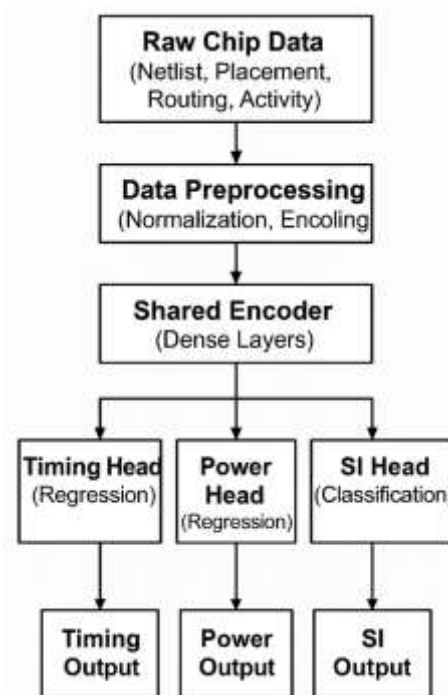 Raw Chip Data
(Netlist, Placement,
Routing, Activity)
Data Preprocessing
(Normalization, Encoling
Shared Encoder
(Dense Layers)
Timing Head
(Regression)
Power
Head
(Regression)
SI Head
(Classification)
Timing
Output
Power
Output
SI
Output